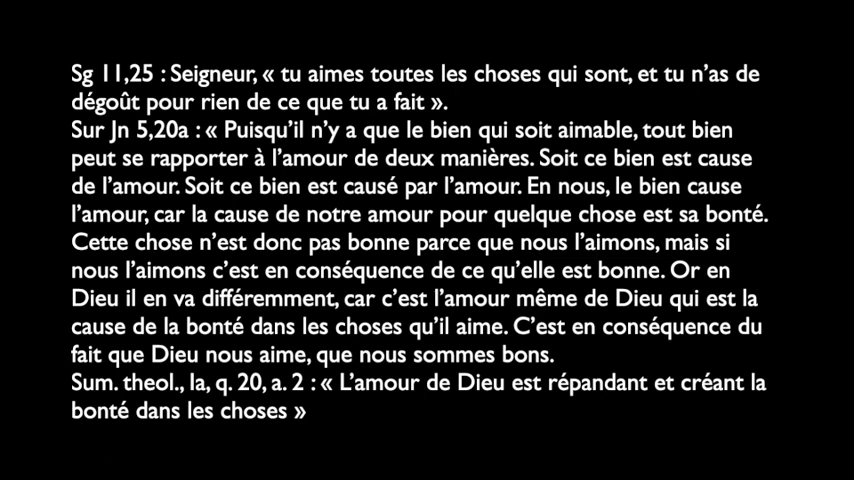 Sg 11,25 : Seigneur, « tu aimes toutes les choses qui sont, et tu n’as de
dégoût pour rien de ce que tu a fait ».
Sur Jn 5,20a : « Puisqu’il n’y a que le bien qui soit aimable, tout bien
peut se rapporter à l’amour de deux manières. Soit ce bien est cause
de l’amour. Soit ce bien est causé par l’amour. En nous, le bien cause
l’amour, car la cause de notre amour pour quelque chose est sa bonté.
Cette chose n’est donc pas bonne parce que nous l’aimons, mais si
nous l’aimons c’est en conséquence de ce qu’elle est bonne. Or en
Dieu il en va différemment, car c’est l’amour même de Dieu qui est la
cause de la bonté dans les choses qu’il aime. C’est en conséquence du
fait que Dieu nous aime, que nous sommes bons.
Sum. theol., Ia, q. 20, a. 2 : « L’amour de Dieu est répandant et créant la
bonté dans les choses »